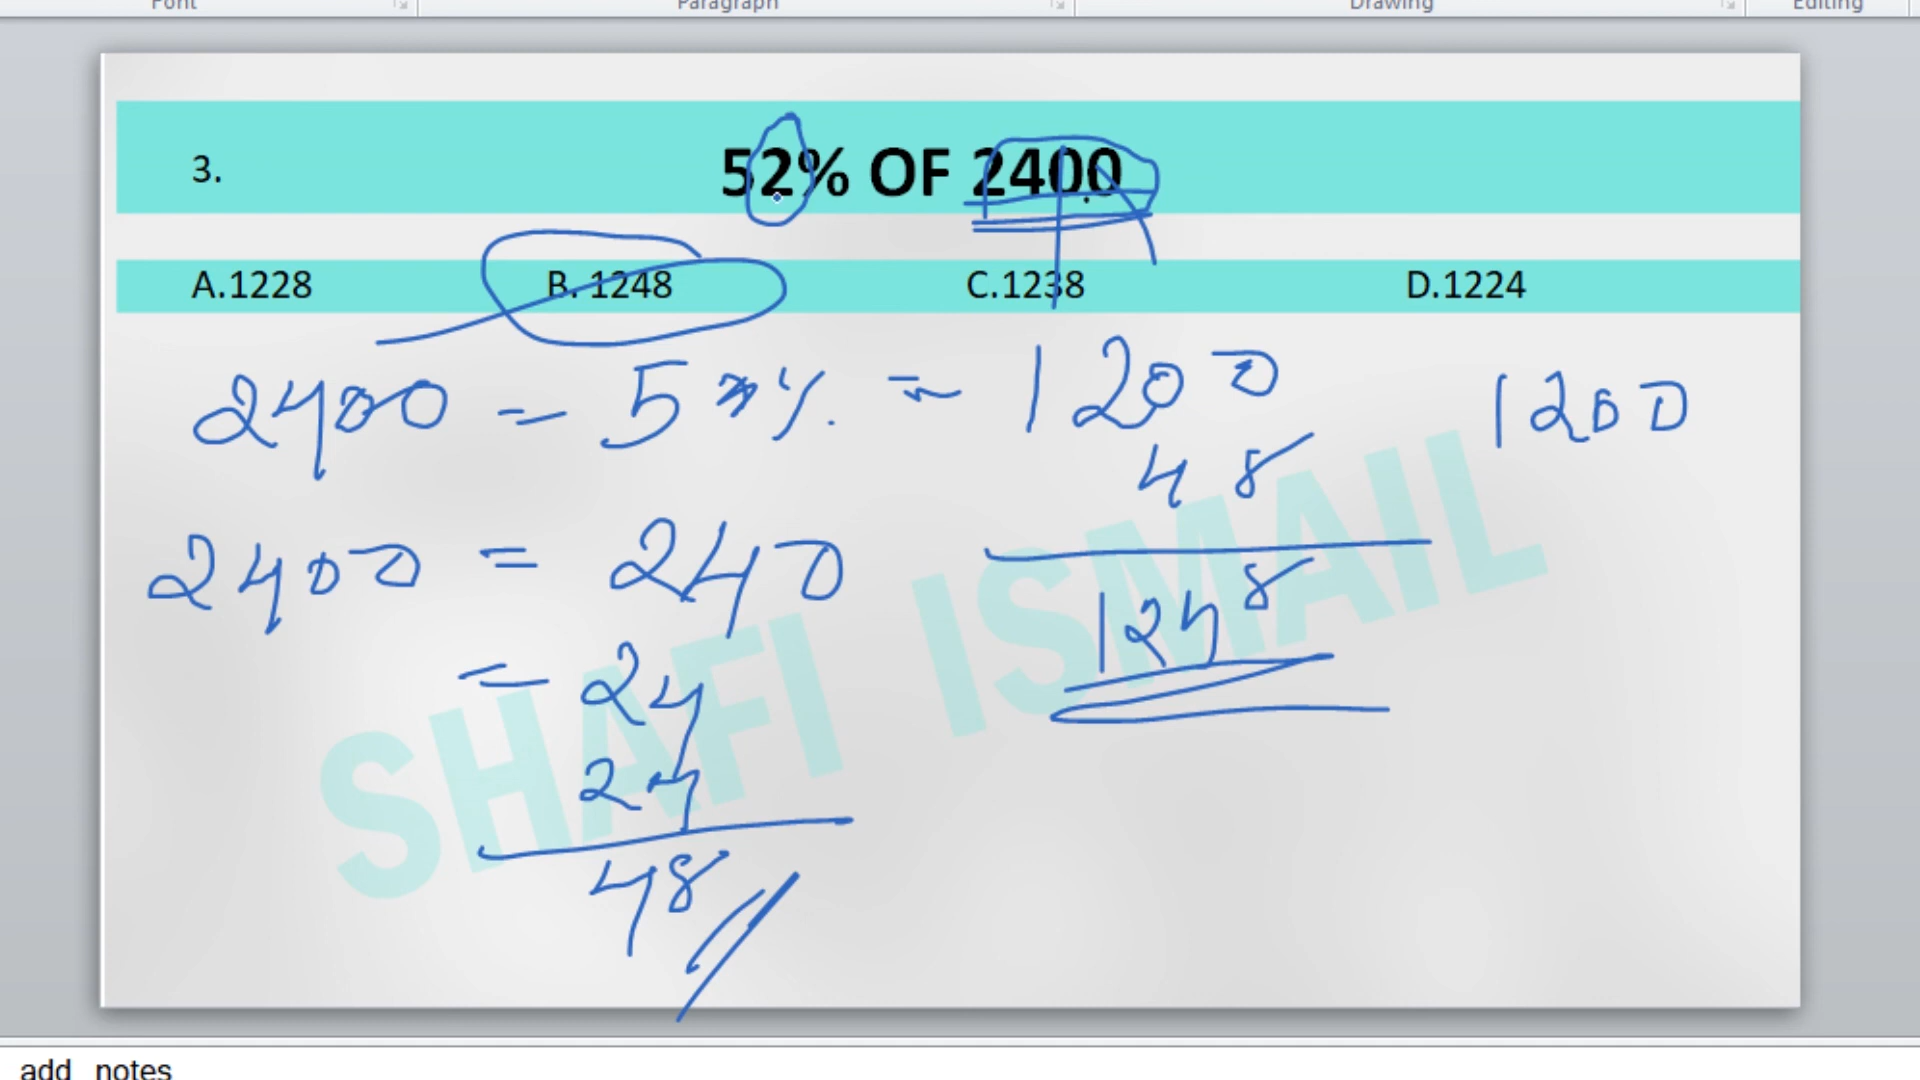 Font Paragraph Drawing Editing
3. 52% OF 2400
A.1228 B. 1248 C.1238 D.1224
2400 = 50% = 1200 1200
48
2400 = 240
1248
= 24
24
48
SHAFI ISMAIL
add notes